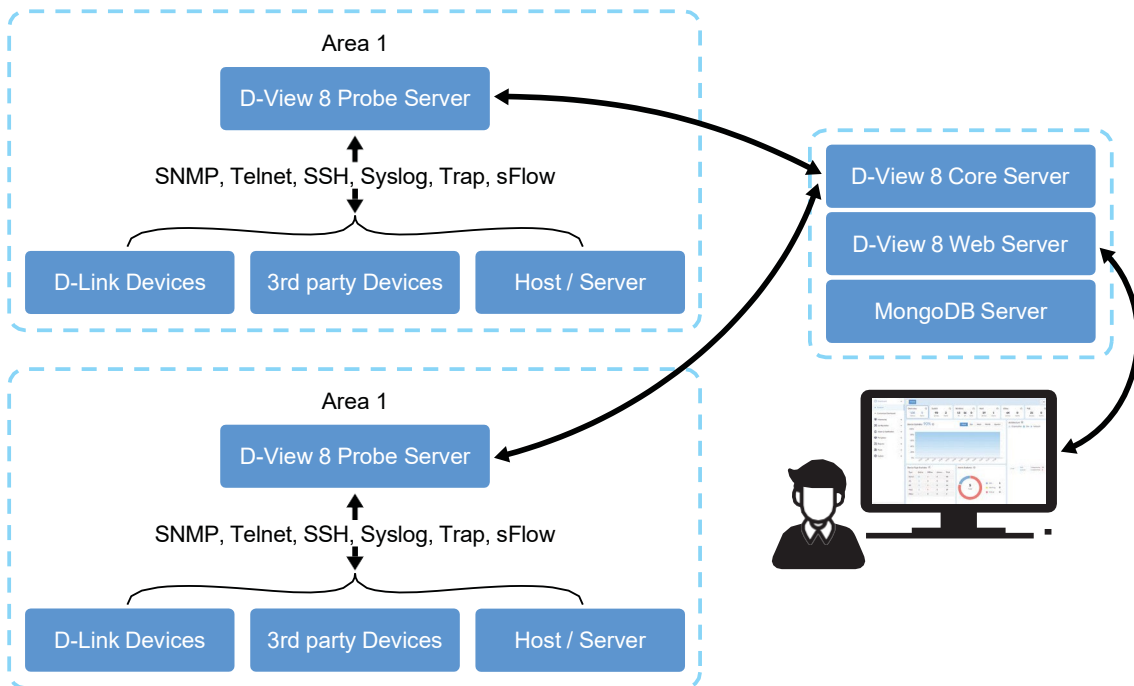 Area 1
D-View 8 Probe Server
SNMP, Telnet, SSH, Syslog, Trap, sFlow
D-Link Devices
3rd party Devices
Host / Server
D-View 8 Core Server
D-View 8 Web Server
MongoDB Server
Area 1
D-View 8 Probe Server
SNMP, Telnet, SSH, Syslog, Trap, sFlow
D-Link Devices
3rd party Devices
Host / Server